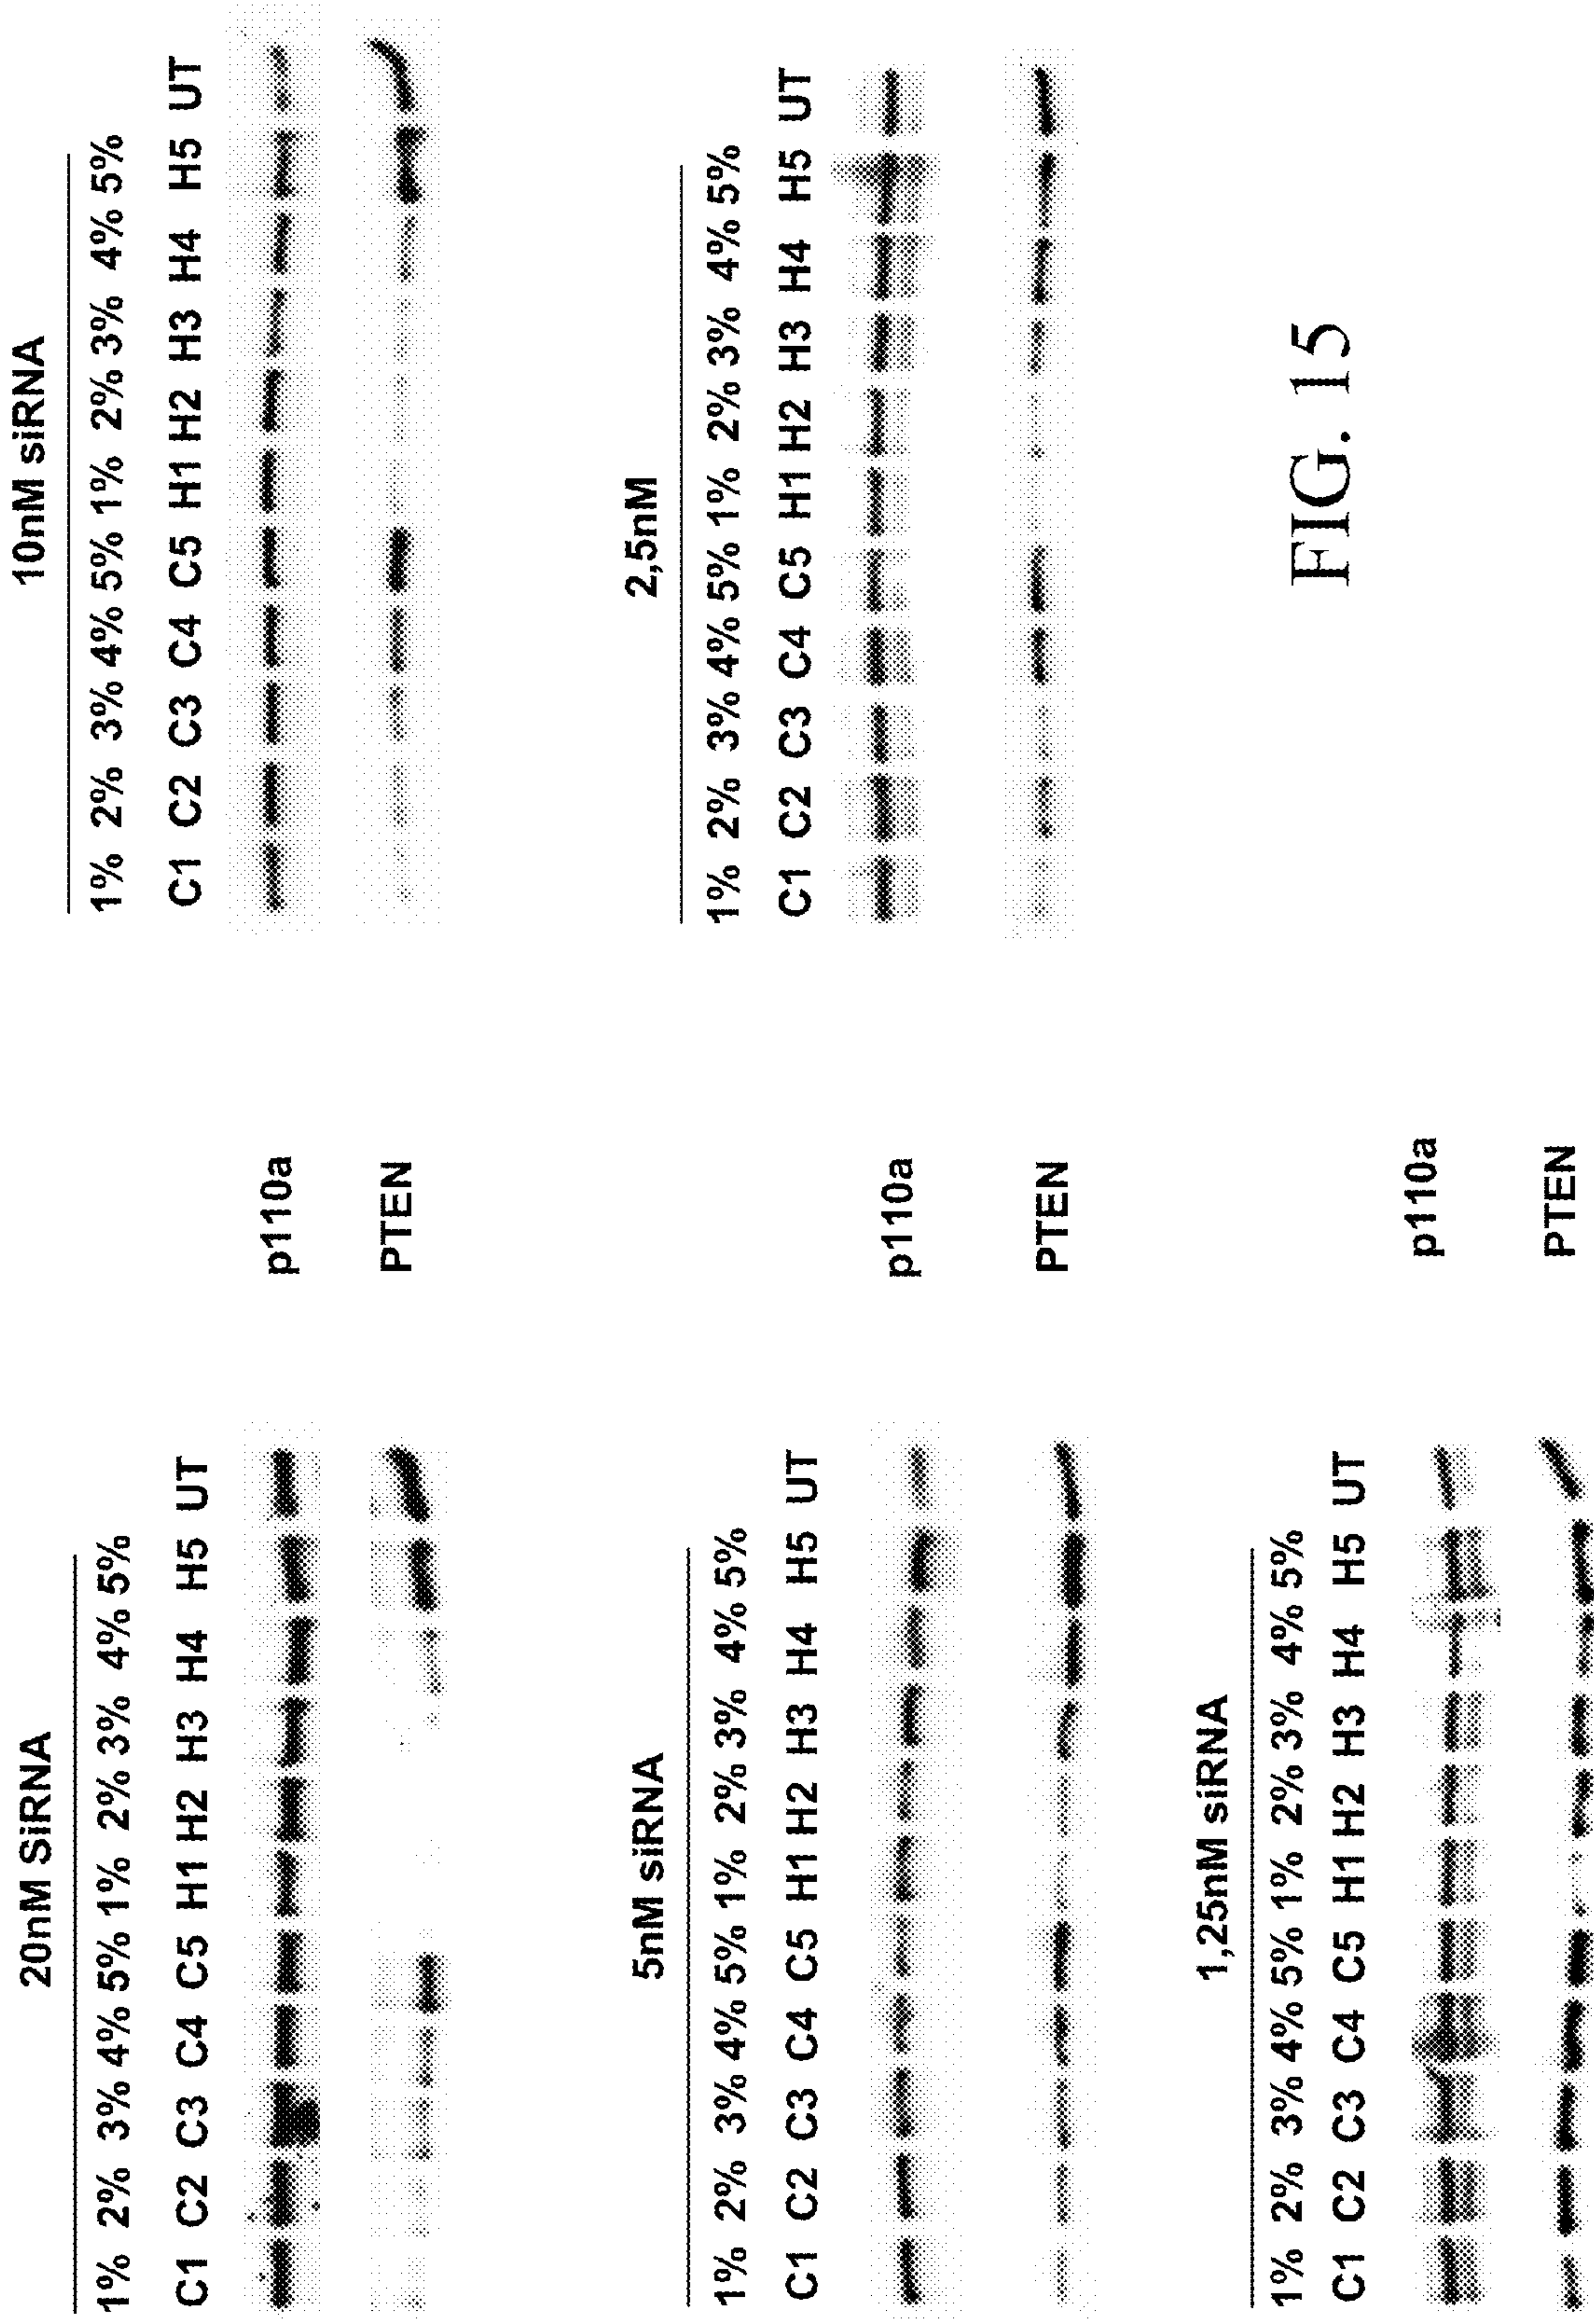 20nM SiRNA
1% 2% 3% 4% 5% 1% 2% 3% 4% 5%
C1 C2 C3 C4 C5 H1 H2 H3 H4 H5 UT
p110a
PTEN
10nM siRNA
1% 2% 3% 4% 5% 1% 2% 3% 4% 5%
C1 C2 C3 C4 C5 H1 H2 H3 H4 H5 UT
5nM siRNA
1% 2% 3% 4% 5% 1% 2% 3% 4% 5%
C1 C2 C3 C4 C5 H1 H2 H3 H4 H5 UT
p110a
PTEN
2,5nM
1% 2% 3% 4% 5% 1% 2% 3% 4% 5%
C1 C2 C3 C4 C5 H1 H2 H3 H4 H5 UT
1,25nM siRNA
1% 2% 3% 4% 5% 1% 2% 3% 4% 5%
C1 C2 C3 C4 C5 H1 H2 H3 H4 H5 UT
p110a
PTEN
FIG. 15